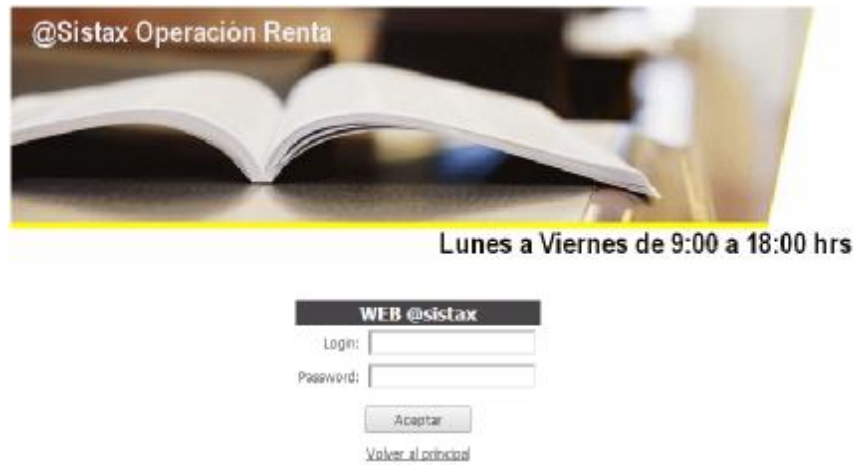 @Sistax Operación Renta
Lunes a Viernes de 9:00 a 18:00 hrs
WEB @sistax
Login:
Password:
Aceptar
Volver al principal